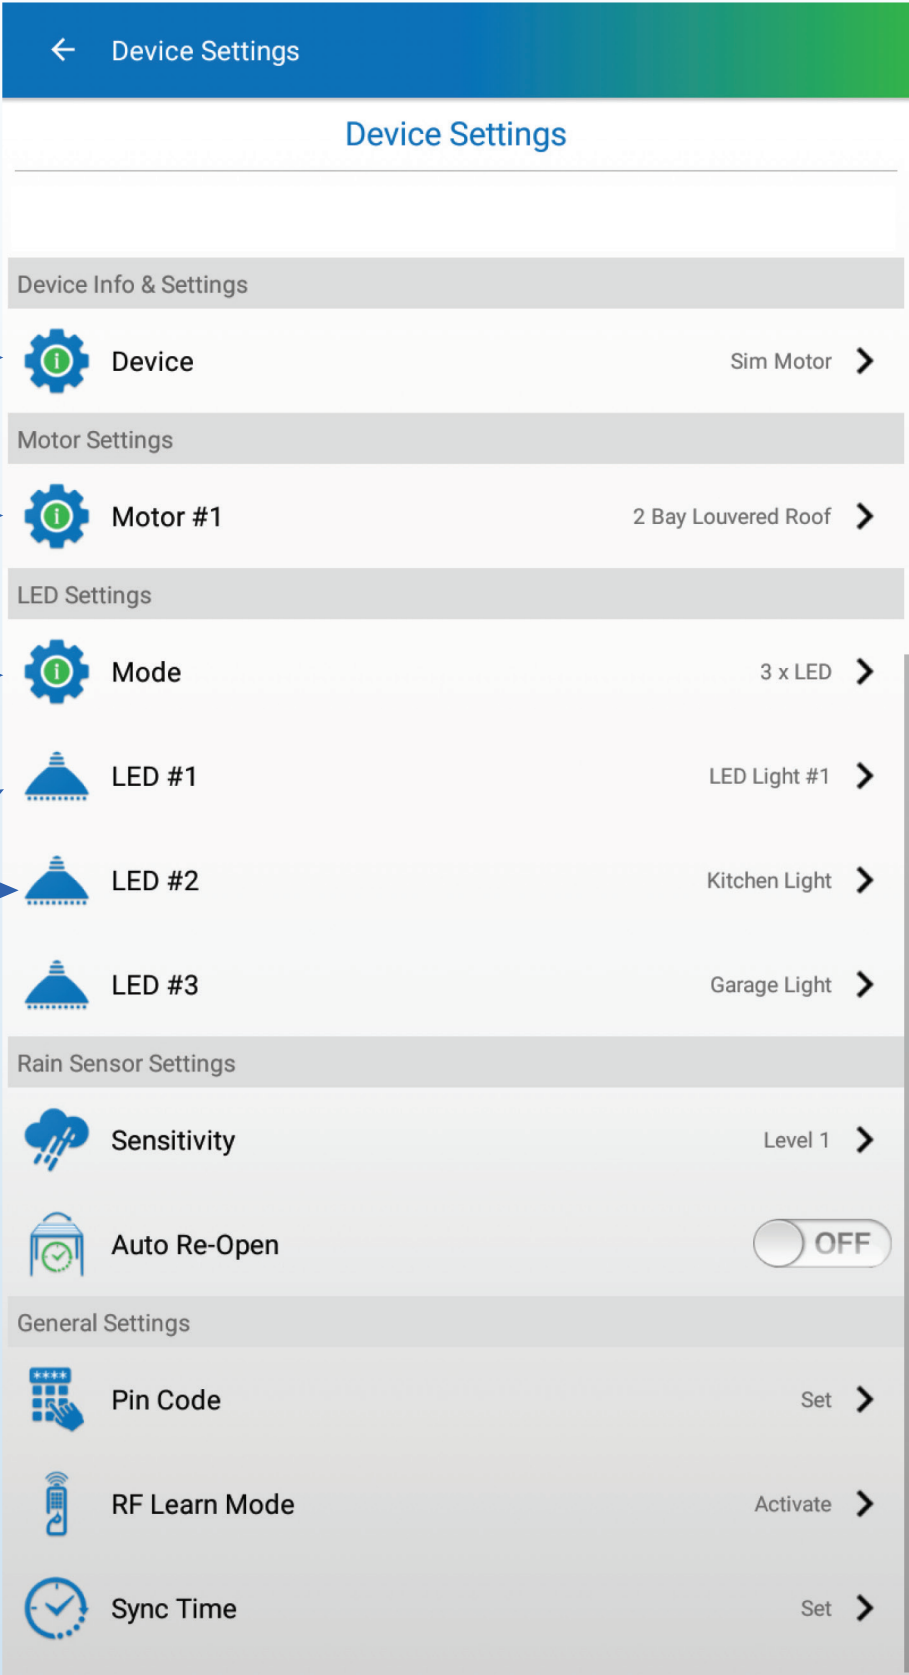 Device Settings
Device Settings
Device Info & Settings
Device Sim Motor
Motor Settings
Motor #1 2 Bay Louvered Roof
LED Settings
Mode 3 x LED
LED #1 LED Light #1
LED #2 Kitchen Light
LED #3 Garage Light
Rain Sensor Settings
Sensitivity Level 1
Auto Re-Open OFF
General Settings
****
Pin Code Set
RF Learn Mode Activate
Sync Time Set